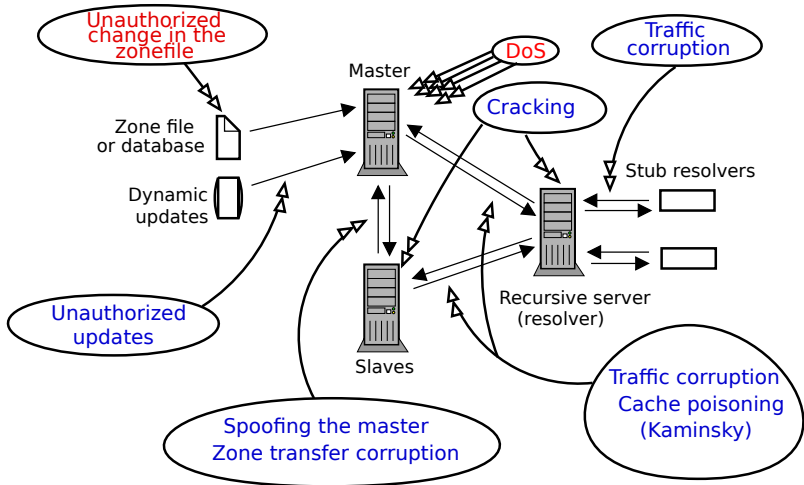 Unauthorized
change in the
zonefile
DoS
Traffic
corruption
Master
Cracking
Zone file
or database
Stub resolvers
Dynamic
updates
Recursive server
(resolver)
Unauthorized
updates
Slaves
Traffic corruption
Cache poisoning
(Kaminsky)
Spoofing the master
Zone transfer corruption